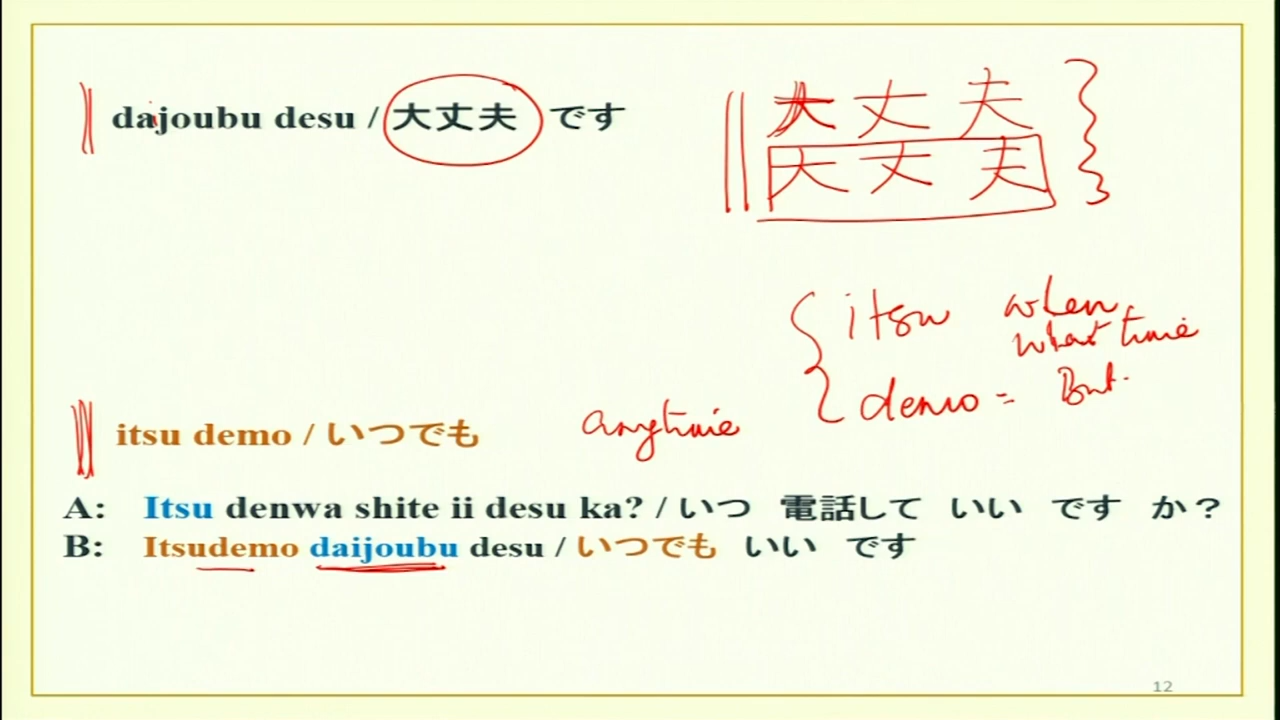 dajoubu desu / 大丈夫 です
大丈夫
大丈夫
itsu when
what time
demo = But.
itsu demo / いつでも anytime
A: Itsu denwa shite ii desu ka? / いつ 電話して いい です か？
B: Itsudemo daijoubu desu / いつでも いい です
12